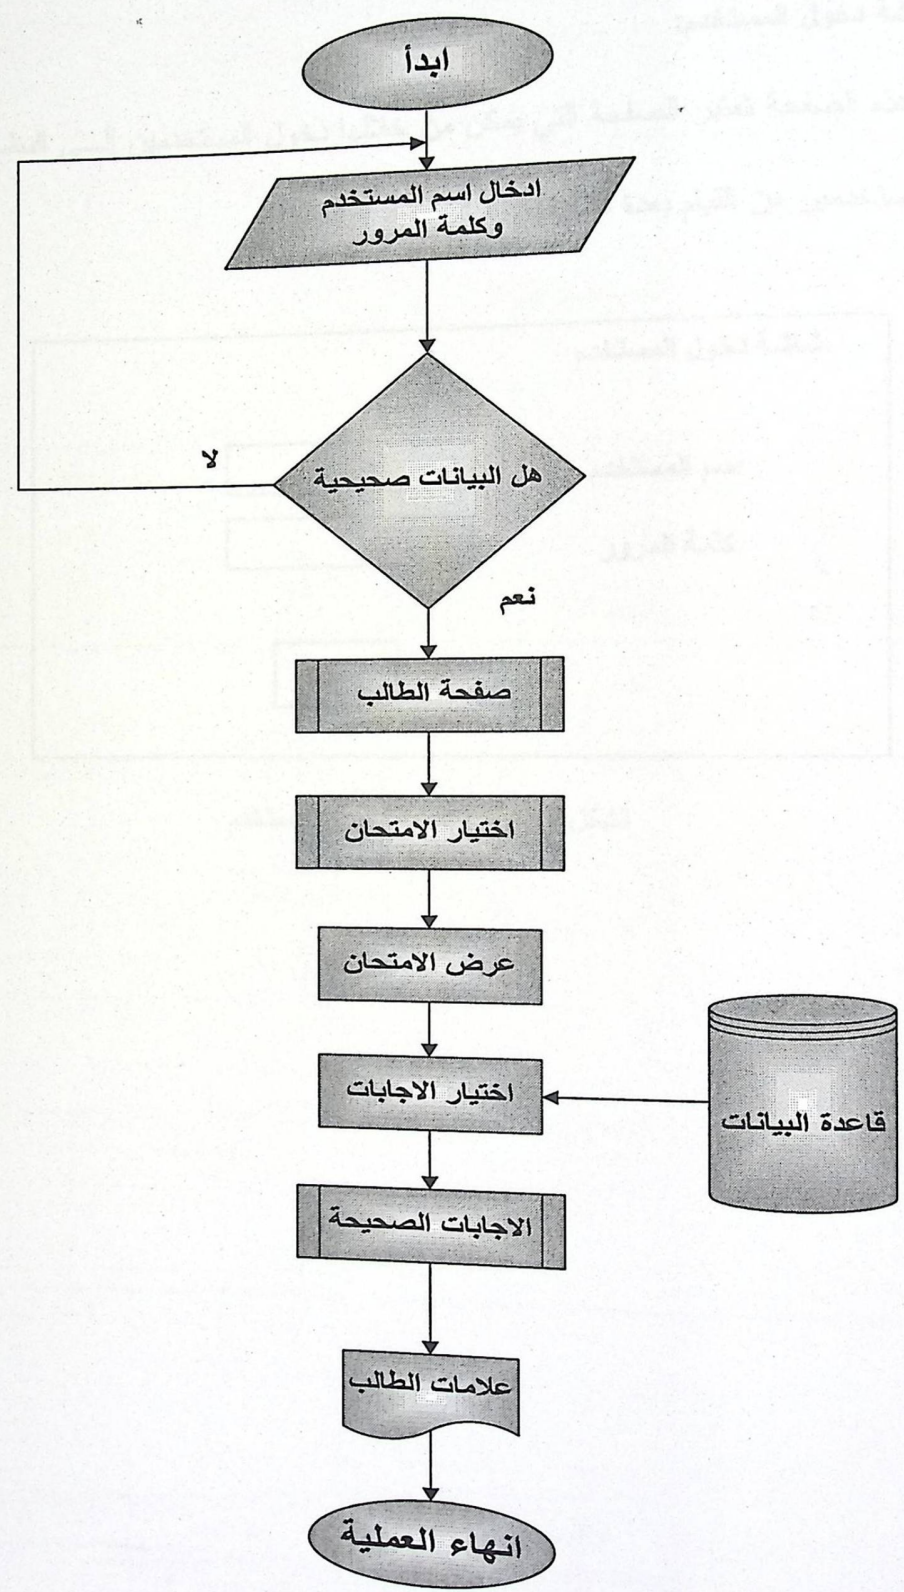 ابدأ
ادخال اسم المستخدم
وكلمة المرور
هل البيانات صحيحية
لا
نعم
صفحة الطالب
اختيار الامتحان
عرض الامتحان
اختيار الاجابات
قاعدة البيانات
الاجابات الصحيحة
علامات الطالب
انهاء العملية